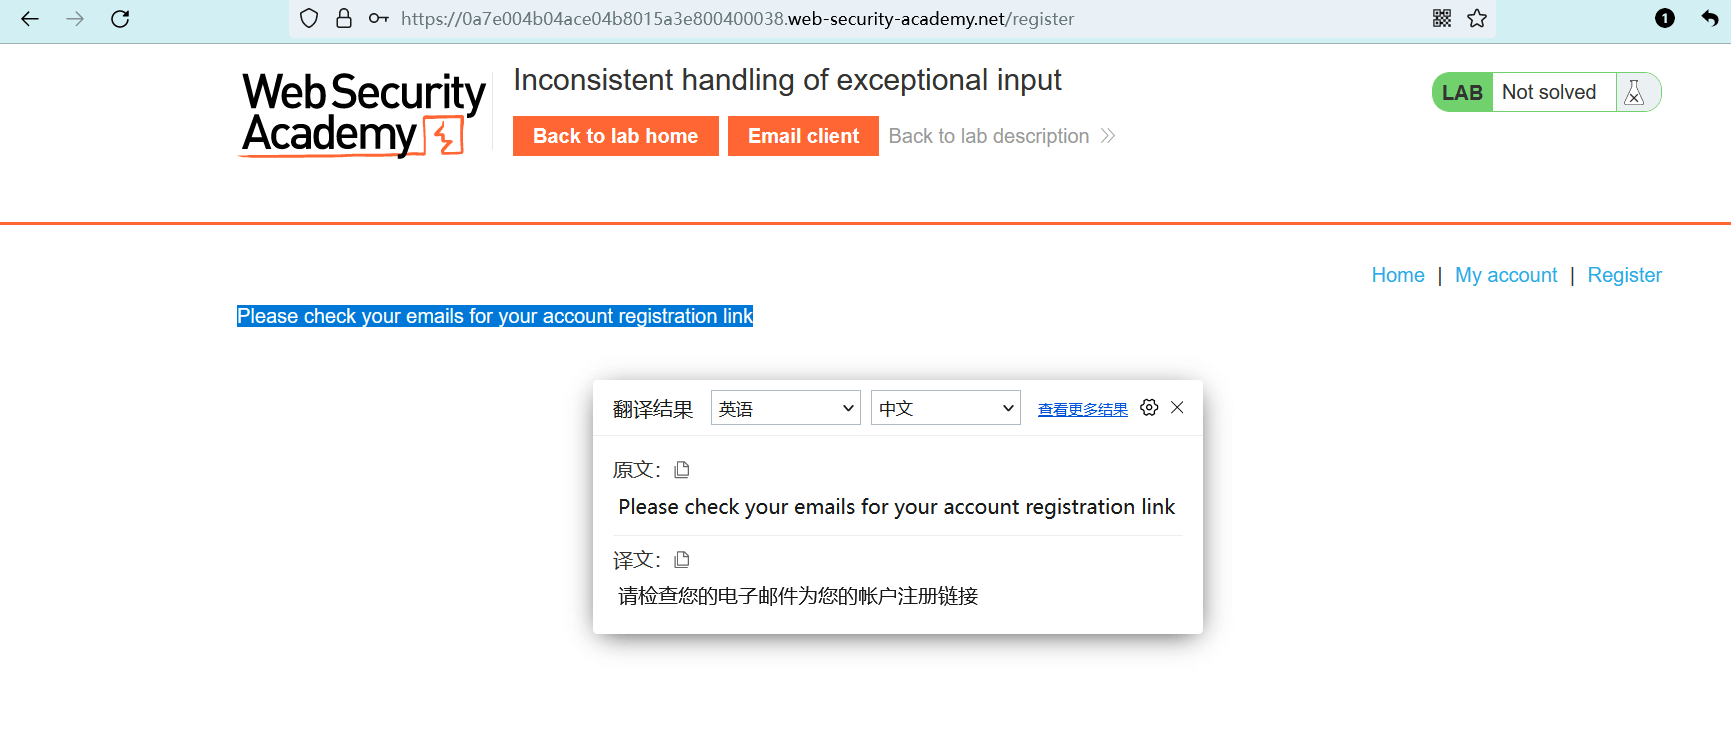 https://0a7e004b04ace04b8015a3e800400038.web-security-academy.net/register
1
Web Security
Academy
Inconsistent handling of exceptional input
Back to lab home
Email client
Back to lab description
LAB
Not solved
Home | My account | Register
Please check your emails for your account registration link
翻译结果
英语
中文
查看更多结果
原文：
Please check your emails for your account registration link
译文：
请检查您的电子邮件为您的帐户注册链接